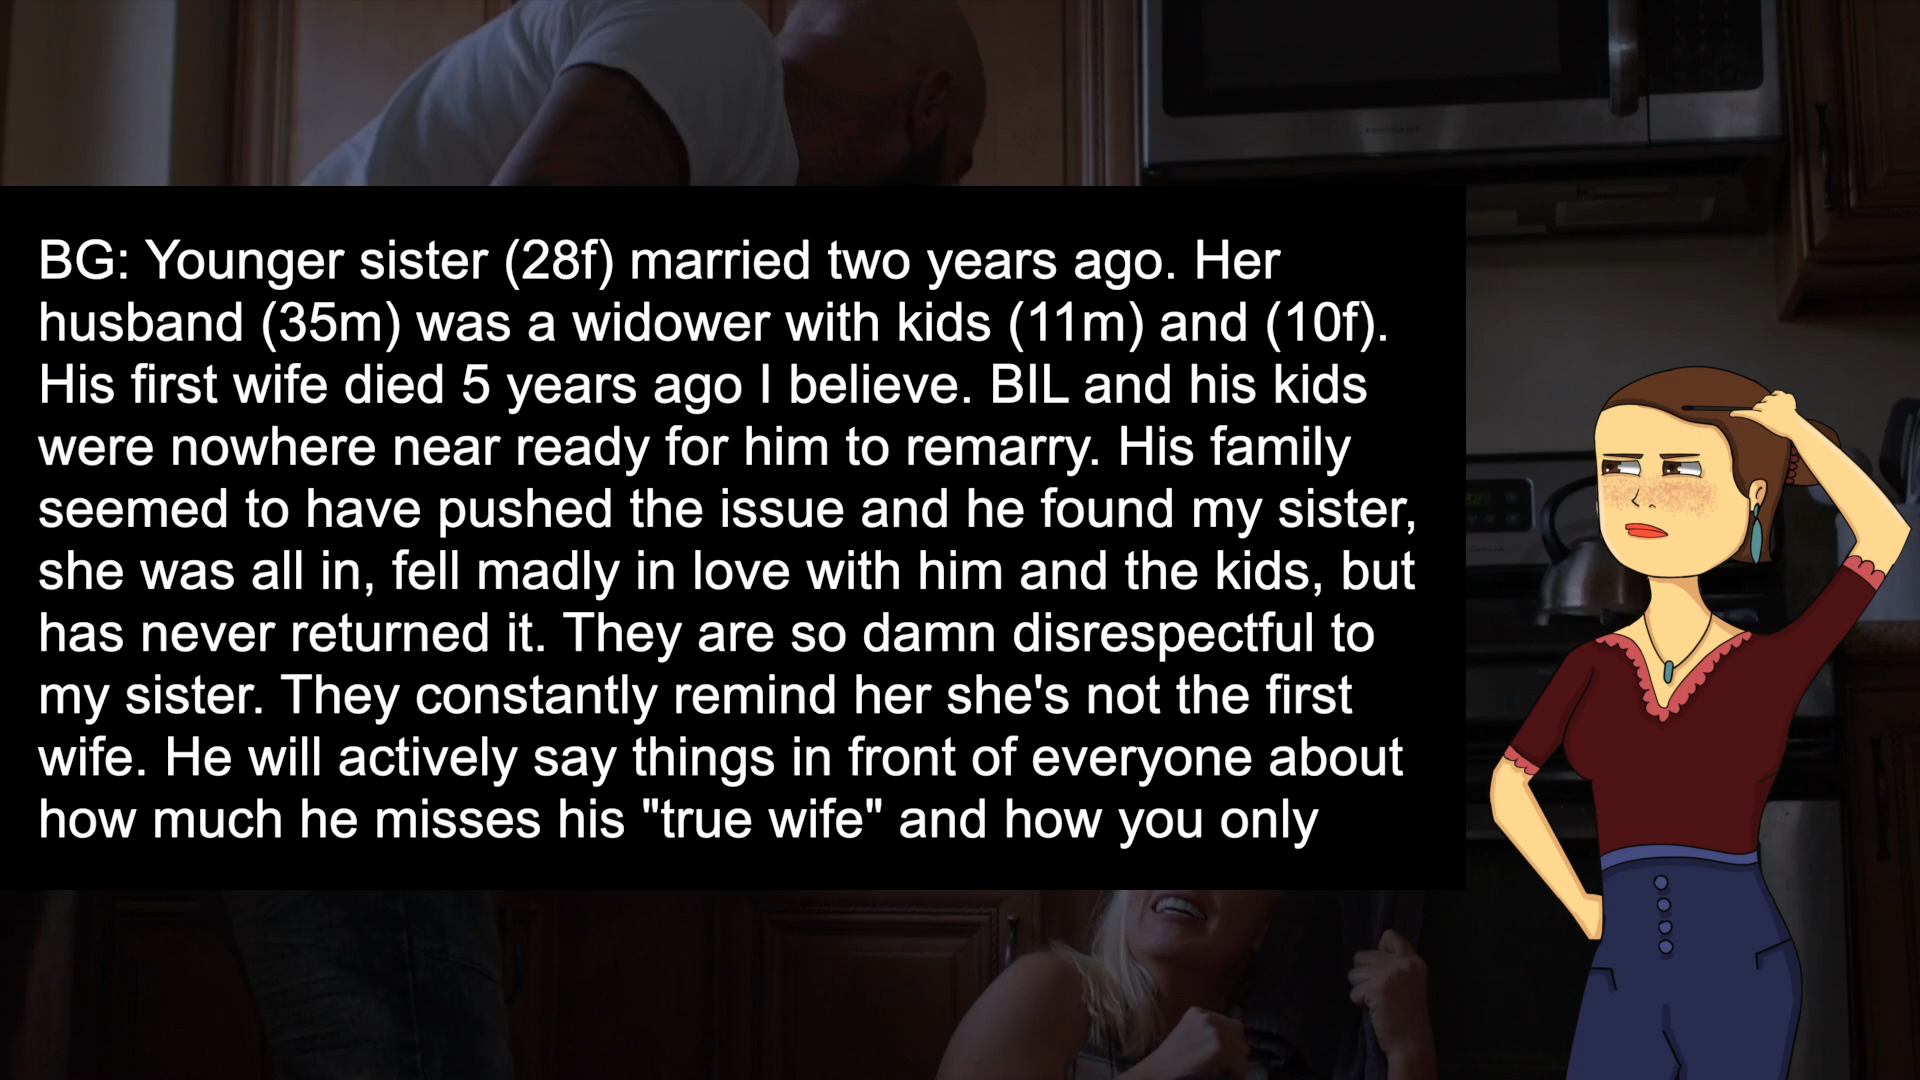 BG: Younger sister (28f) married two years ago. Her
husband (35m) was a widower with kids (11m) and (10f).
His first wife died 5 years ago I believe. BIL and his kids
were nowhere near ready for him to remarry. His family
seemed to have pushed the issue and he found my sister,
she was all in, fell madly in love with him and the kids, but
has never returned it. They are so damn disrespectful to
my sister. They constantly remind her she's not the first
wife. He will actively say things in front of everyone about
how much he misses his "true wife" and how you only